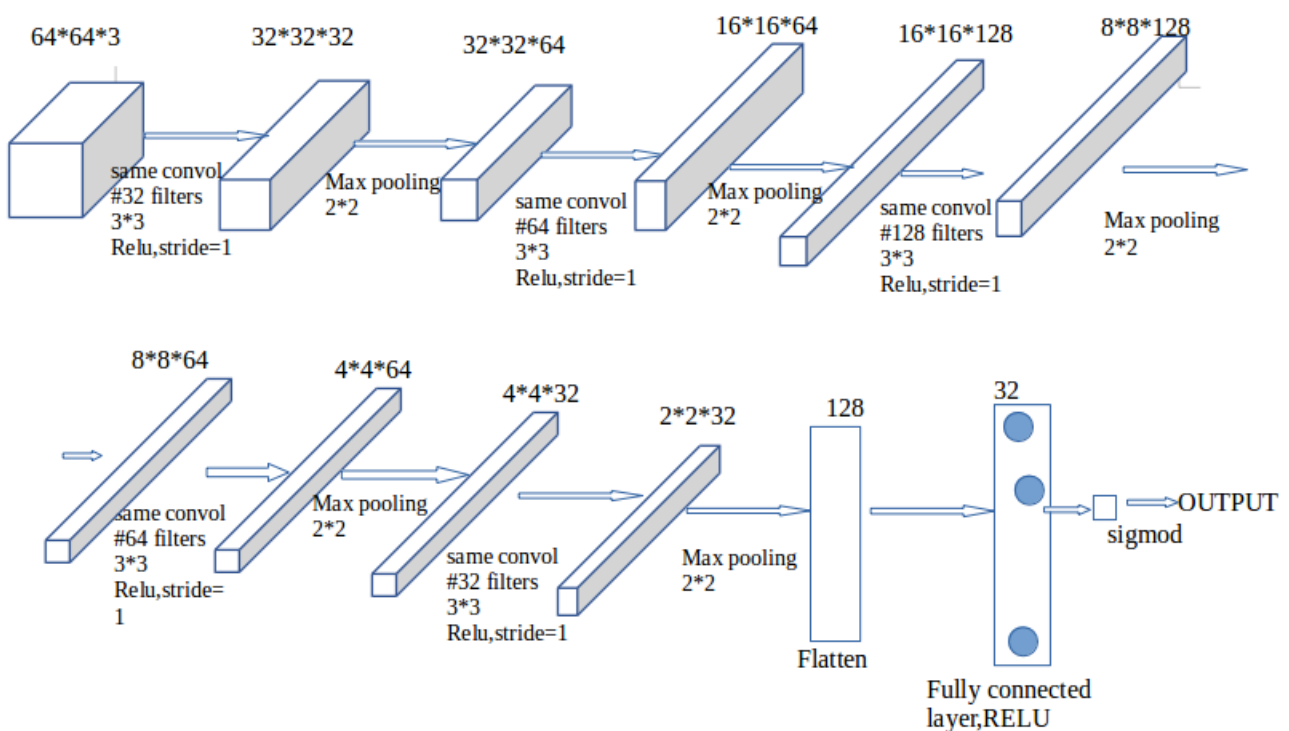 64*64*3
32*32*32
32*32*64
16*16*64
16*16*128
8*8*128
same convol
#32 filters
3*3
Relu,stride=1
Max pooling
2*2
same convol
#64 filters
3*3
Relu,stride=1
Max pooling
2*2
same convol
#128 filters
3*3
Relu,stride=1
Max pooling
2*2
8*8*64
4*4*64
4*4*32
2*2*32
128
32
same convol
#64 filters
3*3
Relu,stride=
1
Max pooling
2*2
same convol
#32 filters
3*3
Relu,stride=1
Max pooling
2*2
Flatten
Fully connected
layer,RELU
sigmod
OUTPUT